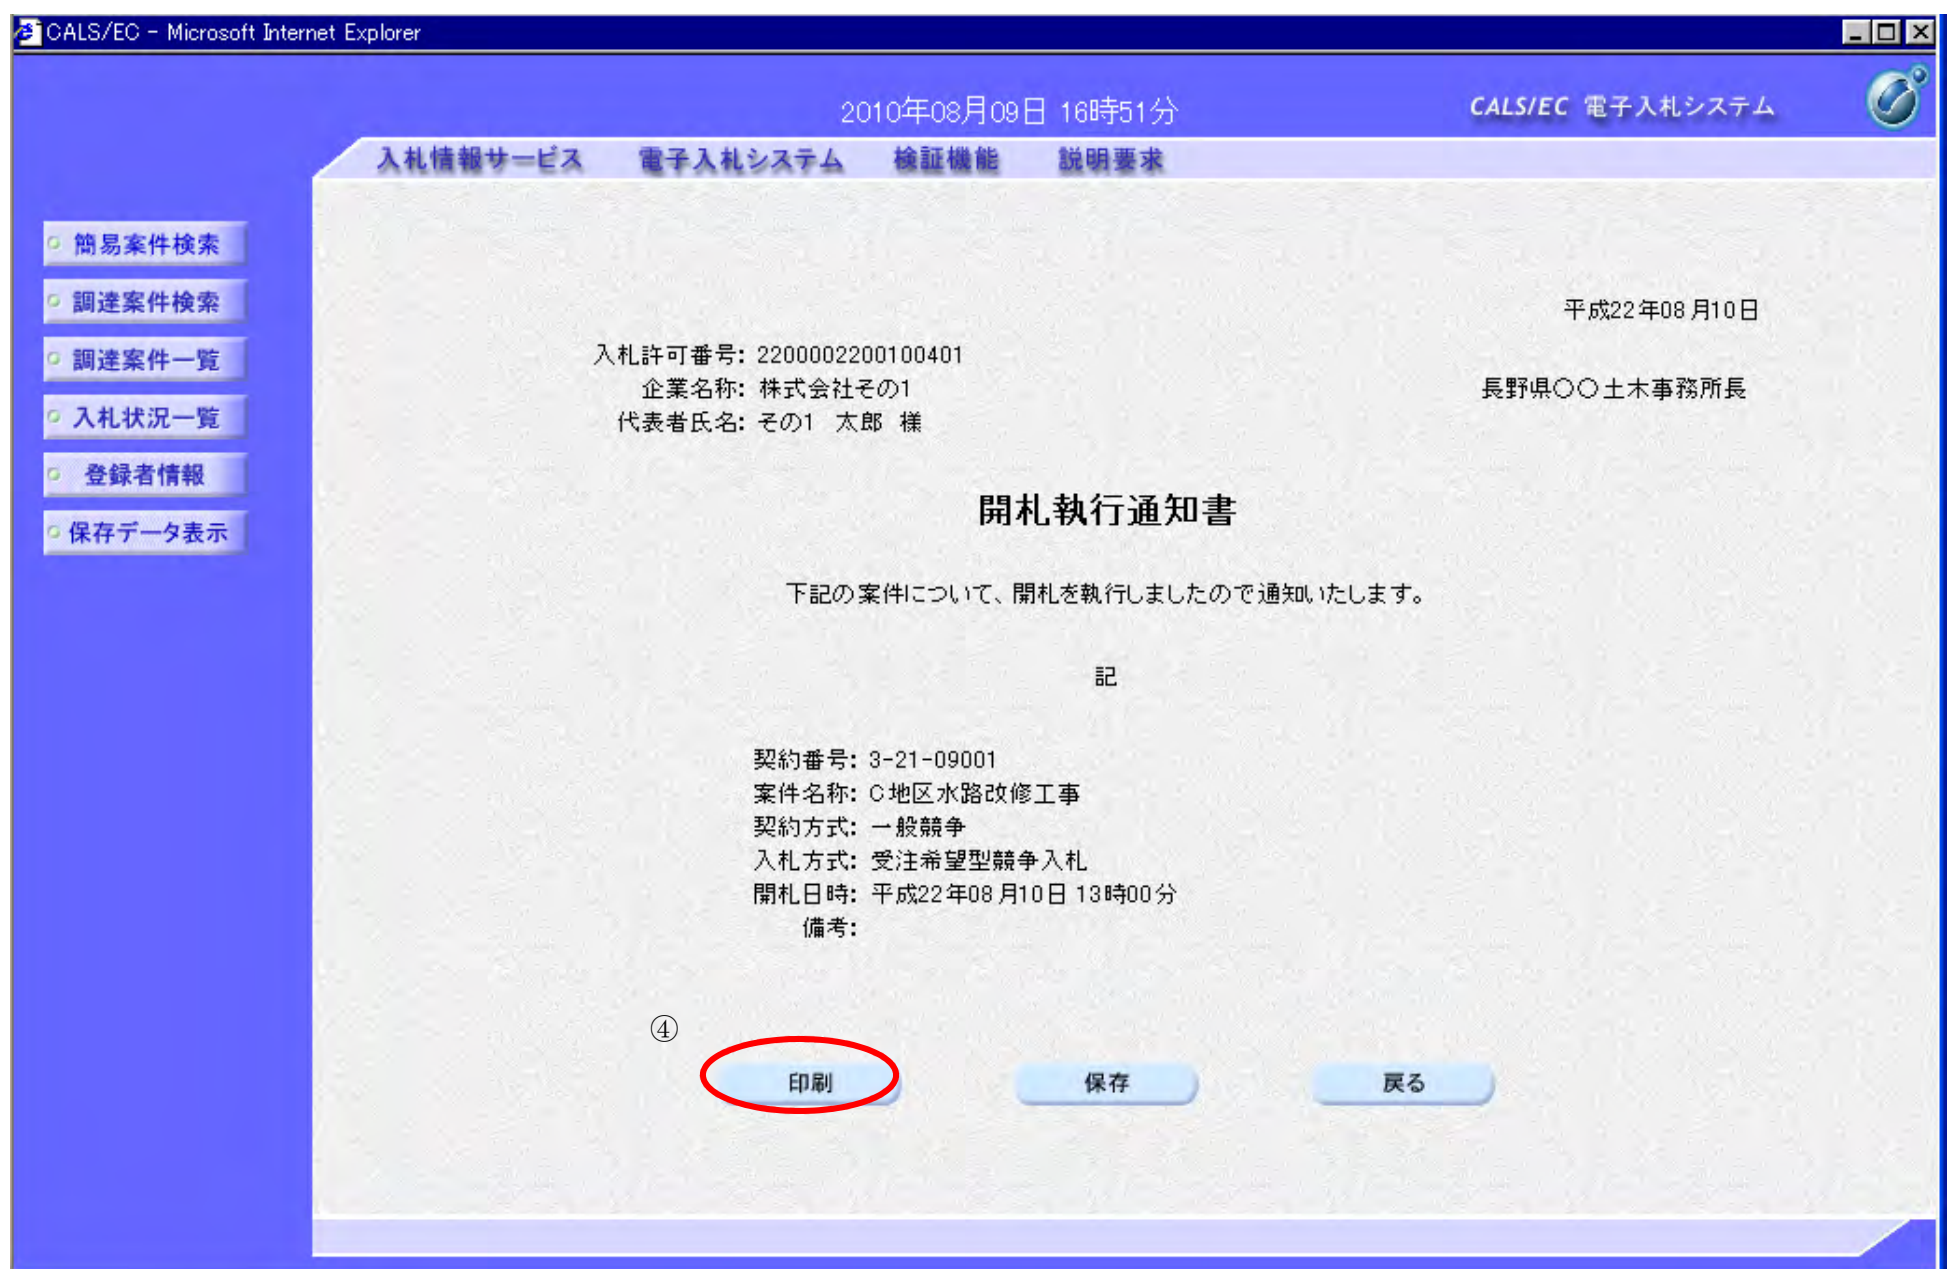 CALS/EC - Microsoft Internet Explorer
2010年08月09日 16時51分
CALS/EC 電子入札システム
入札情報サービス 電子入札システム 検証機能 説明要求
簡易案件検索
調達案件検索
調達案件一覧
入札状況一覧
登録者情報
保存データ表示
平成22年08月10日
入札許可番号: 2200002200100401
企業名称: 株式会社その1
長野県〇〇土木事務所長
代表者氏名: その1 太郎 様
開札執行通知書
下記の案件について、開札を執行しましたので通知いたします。
記
契約番号: 3-21-09001
案件名称: C地区水路改修工事
契約方式: 一般競争
入札方式: 受注希望型競争入札
開札日時: 平成22年08月10日 13時00分
備考:
④
印刷 保存 戻る